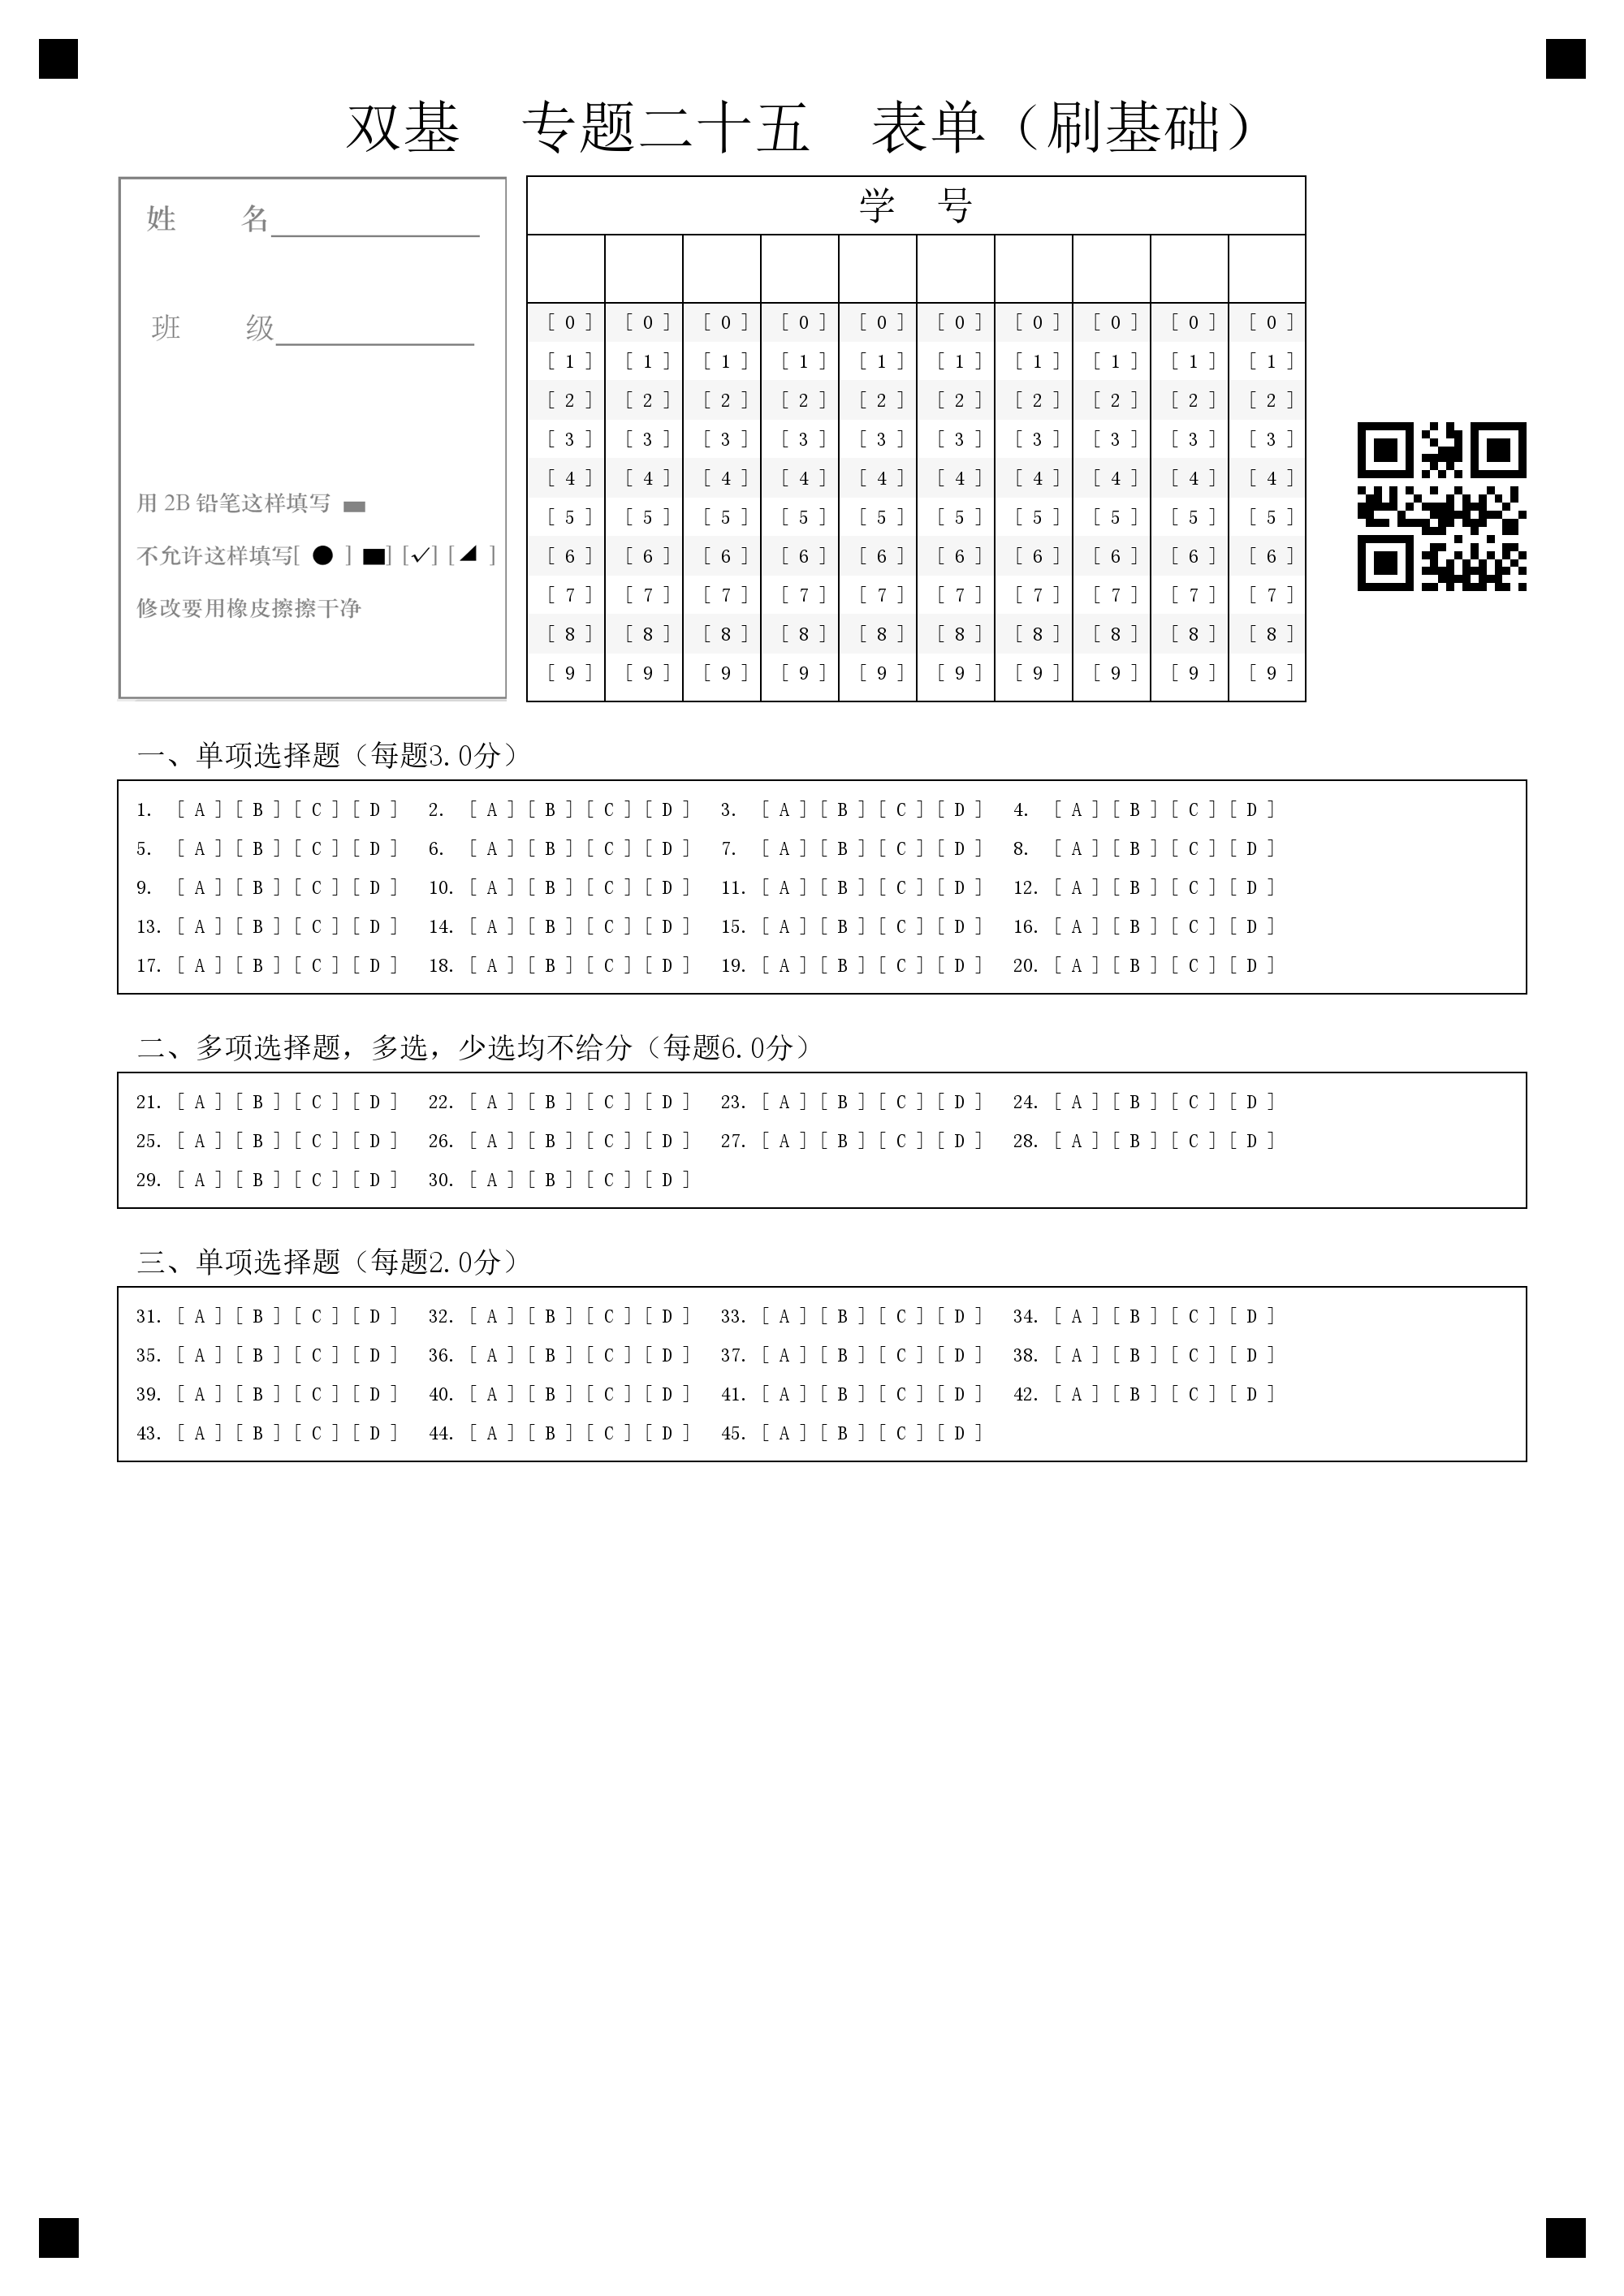 双基 专题二十五 表单（刷基础）
姓 名
班 级
用 2B 铅笔这样填写
不允许这样填写[ ● ] ■] [✓] [◢ ]
修改要用橡皮擦擦干净
学 号
[ 0 ] [ 0 ] [ 0 ] [ 0 ] [ 0 ] [ 0 ] [ 0 ] [ 0 ] [ 0 ] [ 0 ]
[ 1 ] [ 1 ] [ 1 ] [ 1 ] [ 1 ] [ 1 ] [ 1 ] [ 1 ] [ 1 ] [ 1 ]
[ 2 ] [ 2 ] [ 2 ] [ 2 ] [ 2 ] [ 2 ] [ 2 ] [ 2 ] [ 2 ] [ 2 ]
[ 3 ] [ 3 ] [ 3 ] [ 3 ] [ 3 ] [ 3 ] [ 3 ] [ 3 ] [ 3 ] [ 3 ]
[ 4 ] [ 4 ] [ 4 ] [ 4 ] [ 4 ] [ 4 ] [ 4 ] [ 4 ] [ 4 ] [ 4 ]
[ 5 ] [ 5 ] [ 5 ] [ 5 ] [ 5 ] [ 5 ] [ 5 ] [ 5 ] [ 5 ] [ 5 ]
[ 6 ] [ 6 ] [ 6 ] [ 6 ] [ 6 ] [ 6 ] [ 6 ] [ 6 ] [ 6 ] [ 6 ]
[ 7 ] [ 7 ] [ 7 ] [ 7 ] [ 7 ] [ 7 ] [ 7 ] [ 7 ] [ 7 ] [ 7 ]
[ 8 ] [ 8 ] [ 8 ] [ 8 ] [ 8 ] [ 8 ] [ 8 ] [ 8 ] [ 8 ] [ 8 ]
[ 9 ] [ 9 ] [ 9 ] [ 9 ] [ 9 ] [ 9 ] [ 9 ] [ 9 ] [ 9 ] [ 9 ]
一、单项选择题（每题3.0分）
1. [ A ] [ B ] [ C ] [ D ] 2. [ A ] [ B ] [ C ] [ D ] 3. [ A ] [ B ] [ C ] [ D ] 4. [ A ] [ B ] [ C ] [ D ]
5. [ A ] [ B ] [ C ] [ D ] 6. [ A ] [ B ] [ C ] [ D ] 7. [ A ] [ B ] [ C ] [ D ] 8. [ A ] [ B ] [ C ] [ D ]
9. [ A ] [ B ] [ C ] [ D ] 10. [ A ] [ B ] [ C ] [ D ] 11. [ A ] [ B ] [ C ] [ D ] 12. [ A ] [ B ] [ C ] [ D ]
13. [ A ] [ B ] [ C ] [ D ] 14. [ A ] [ B ] [ C ] [ D ] 15. [ A ] [ B ] [ C ] [ D ] 16. [ A ] [ B ] [ C ] [ D ]
17. [ A ] [ B ] [ C ] [ D ] 18. [ A ] [ B ] [ C ] [ D ] 19. [ A ] [ B ] [ C ] [ D ] 20. [ A ] [ B ] [ C ] [ D ]
二、多项选择题，多选，少选均不给分（每题6.0分）
21. [ A ] [ B ] [ C ] [ D ] 22. [ A ] [ B ] [ C ] [ D ] 23. [ A ] [ B ] [ C ] [ D ] 24. [ A ] [ B ] [ C ] [ D ]
25. [ A ] [ B ] [ C ] [ D ] 26. [ A ] [ B ] [ C ] [ D ] 27. [ A ] [ B ] [ C ] [ D ] 28. [ A ] [ B ] [ C ] [ D ]
29. [ A ] [ B ] [ C ] [ D ] 30. [ A ] [ B ] [ C ] [ D ]
三、单项选择题（每题2.0分）
31. [ A ] [ B ] [ C ] [ D ] 32. [ A ] [ B ] [ C ] [ D ] 33. [ A ] [ B ] [ C ] [ D ] 34. [ A ] [ B ] [ C ] [ D ]
35. [ A ] [ B ] [ C ] [ D ] 36. [ A ] [ B ] [ C ] [ D ] 37. [ A ] [ B ] [ C ] [ D ] 38. [ A ] [ B ] [ C ] [ D ]
39. [ A ] [ B ] [ C ] [ D ] 40. [ A ] [ B ] [ C ] [ D ] 41. [ A ] [ B ] [ C ] [ D ] 42. [ A ] [ B ] [ C ] [ D ]
43. [ A ] [ B ] [ C ] [ D ] 44. [ A ] [ B ] [ C ] [ D ] 45. [ A ] [ B ] [ C ] [ D ]